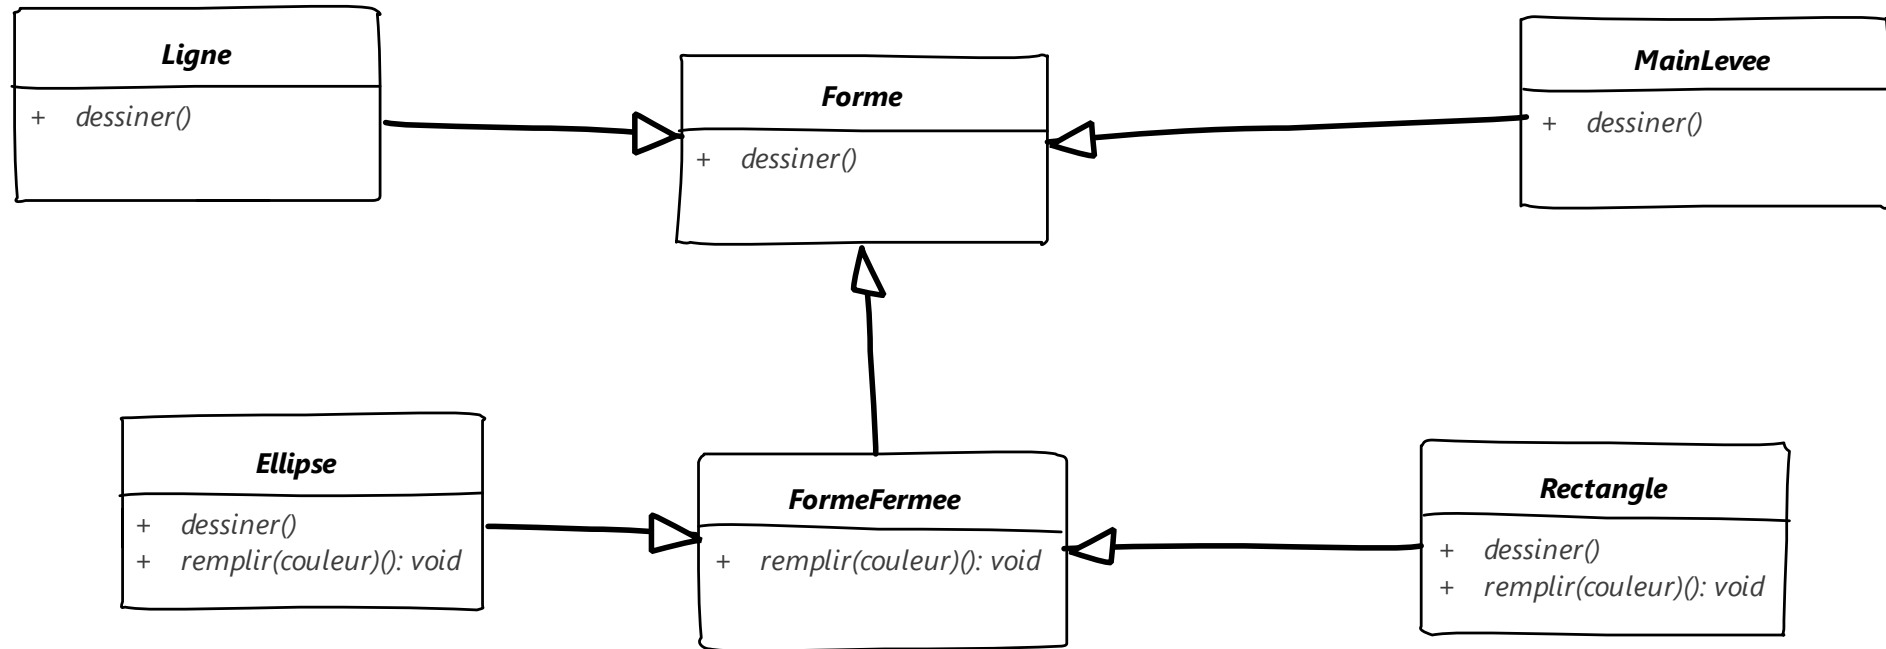 Ligne
+ dessiner()
Forme
+ dessiner()
MainLevee
+ dessiner()
Ellipse
+ dessiner()
+ remplir(couleur)(): void
FormeFermee
+ remplir(couleur)(): void
Rectangle
+ dessiner()
+ remplir(couleur)(): void